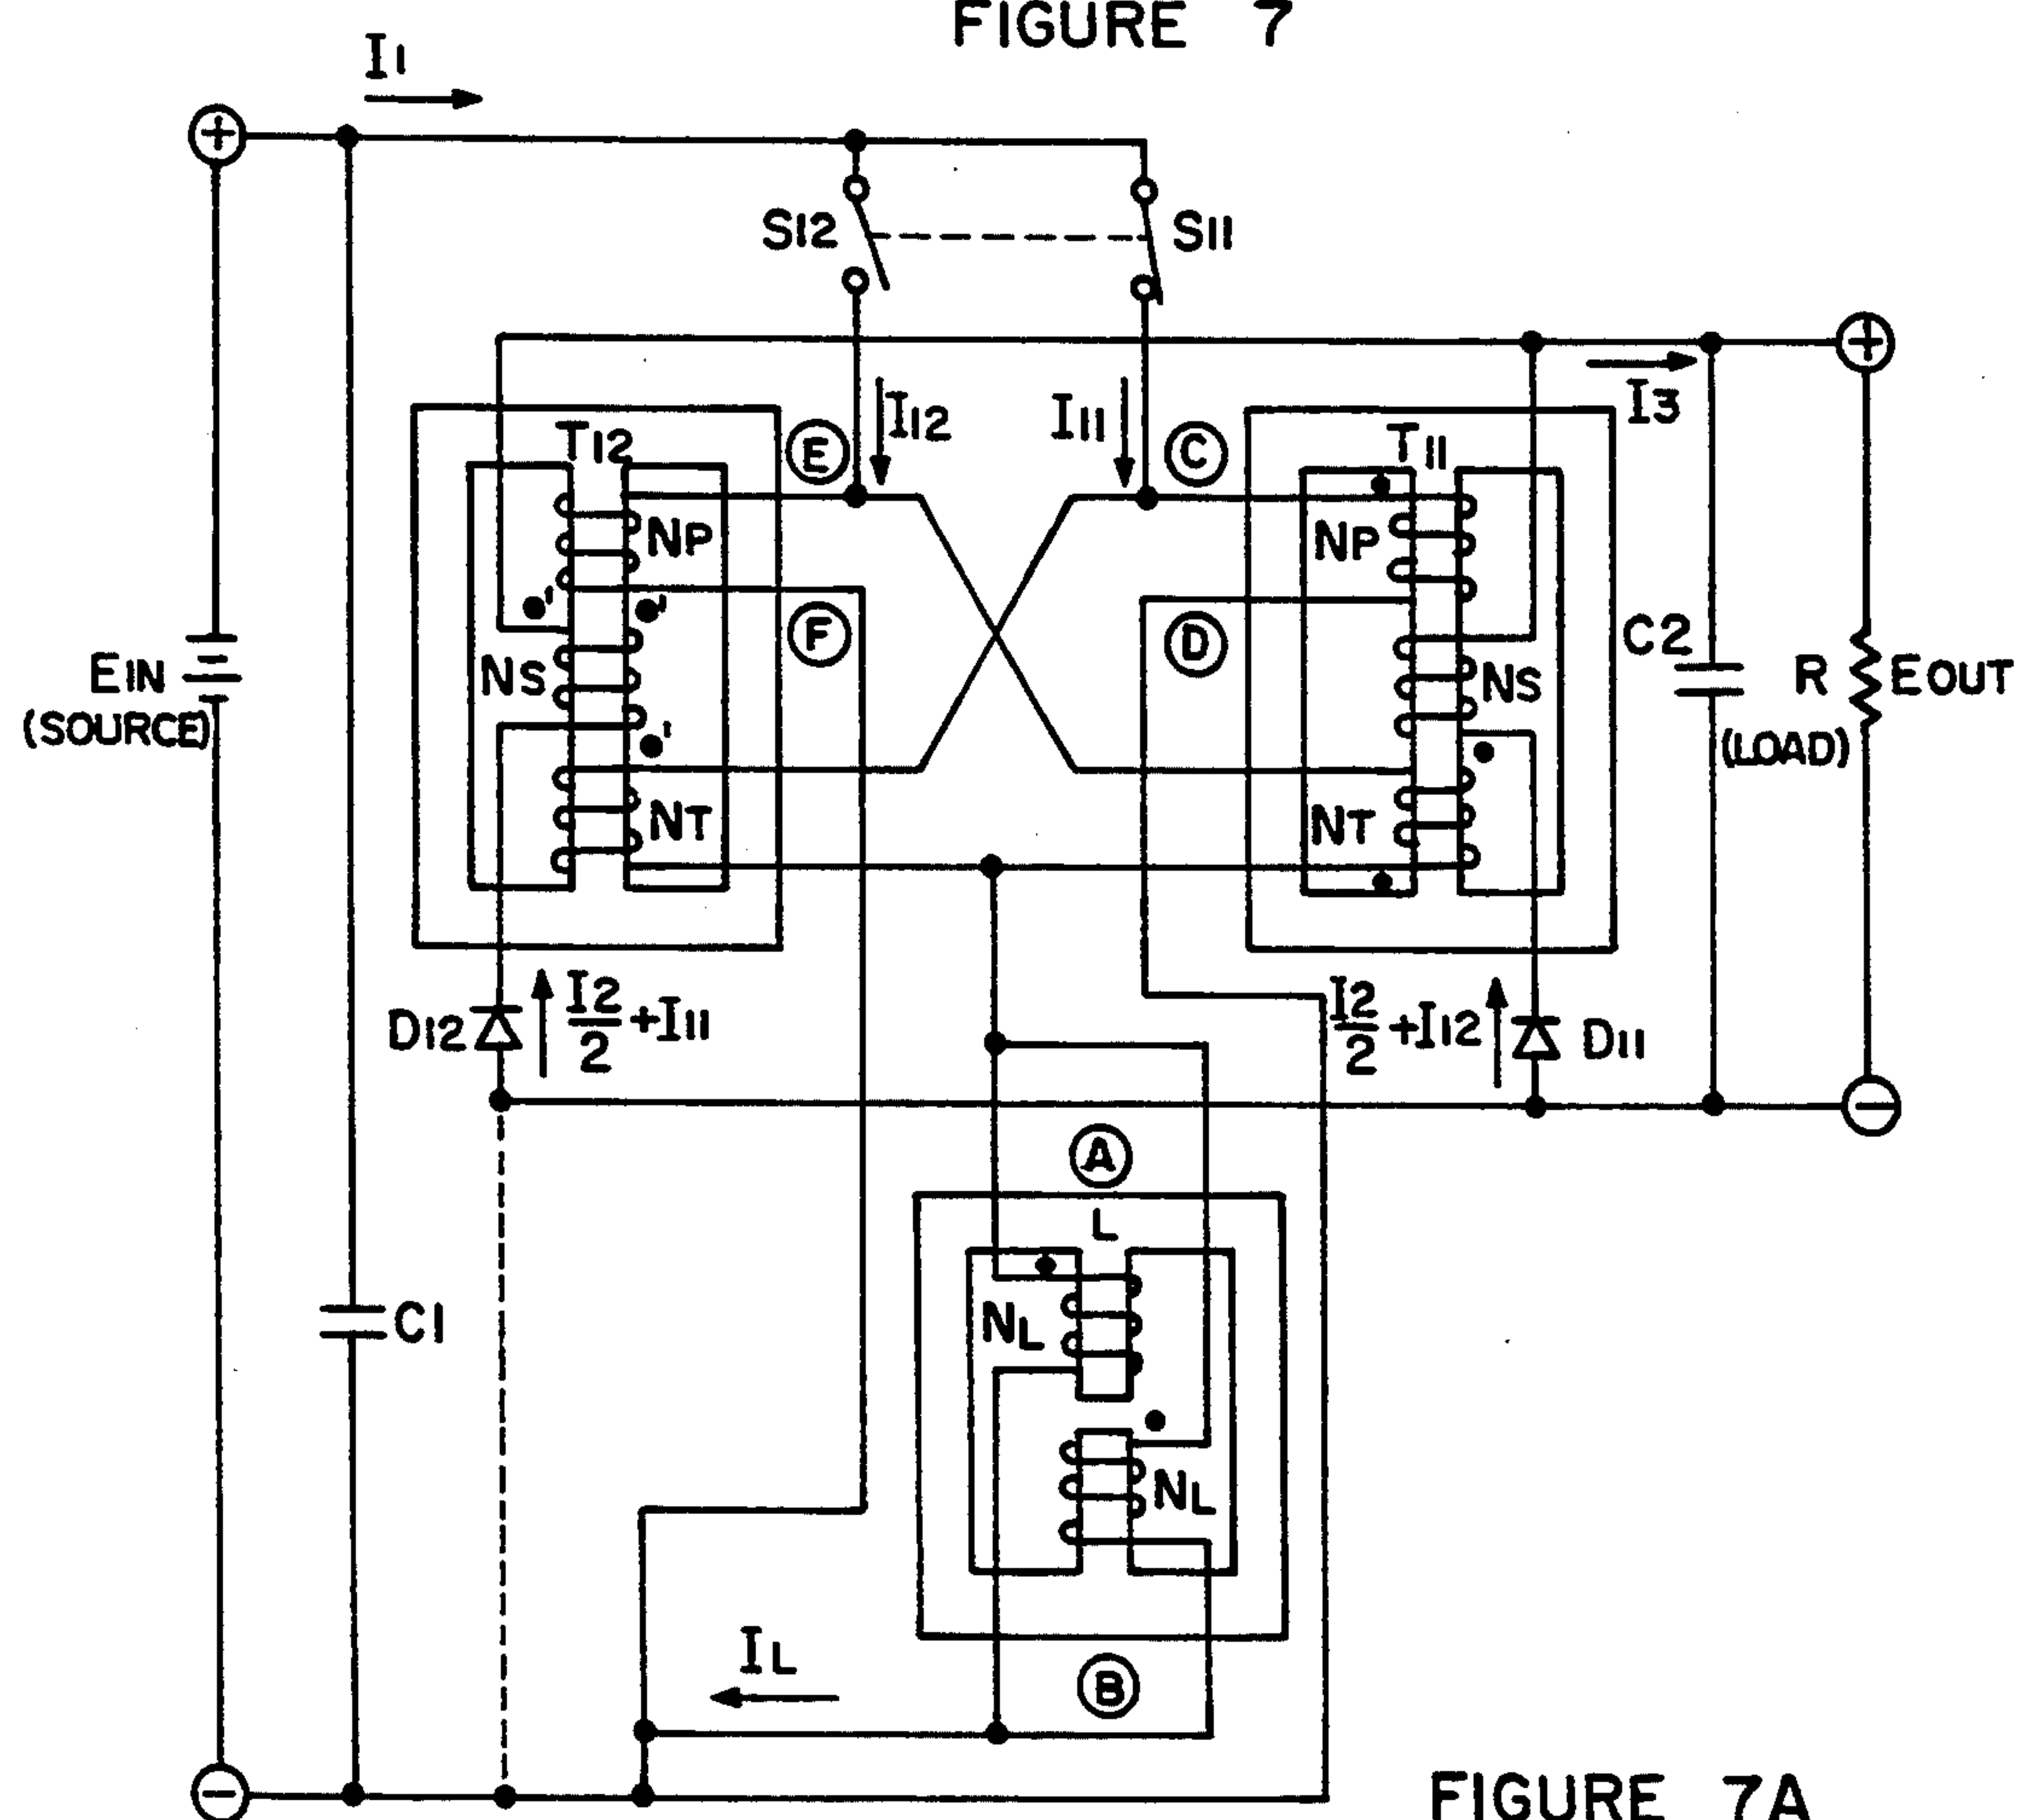 FIGURE 7
I1
+
S12
S11
+
I12
I11
I3
E
C
T12
T11
NP
NP
F
D
C2
EIN
(SOURCE)
NS
NS
R
EOUT
(LOAD)
NT
NT
D12
I2/2 +I11
I2/2 +I12
D11
−
A
L
NL
C1
NL
IL
B
−
FIGURE 7A